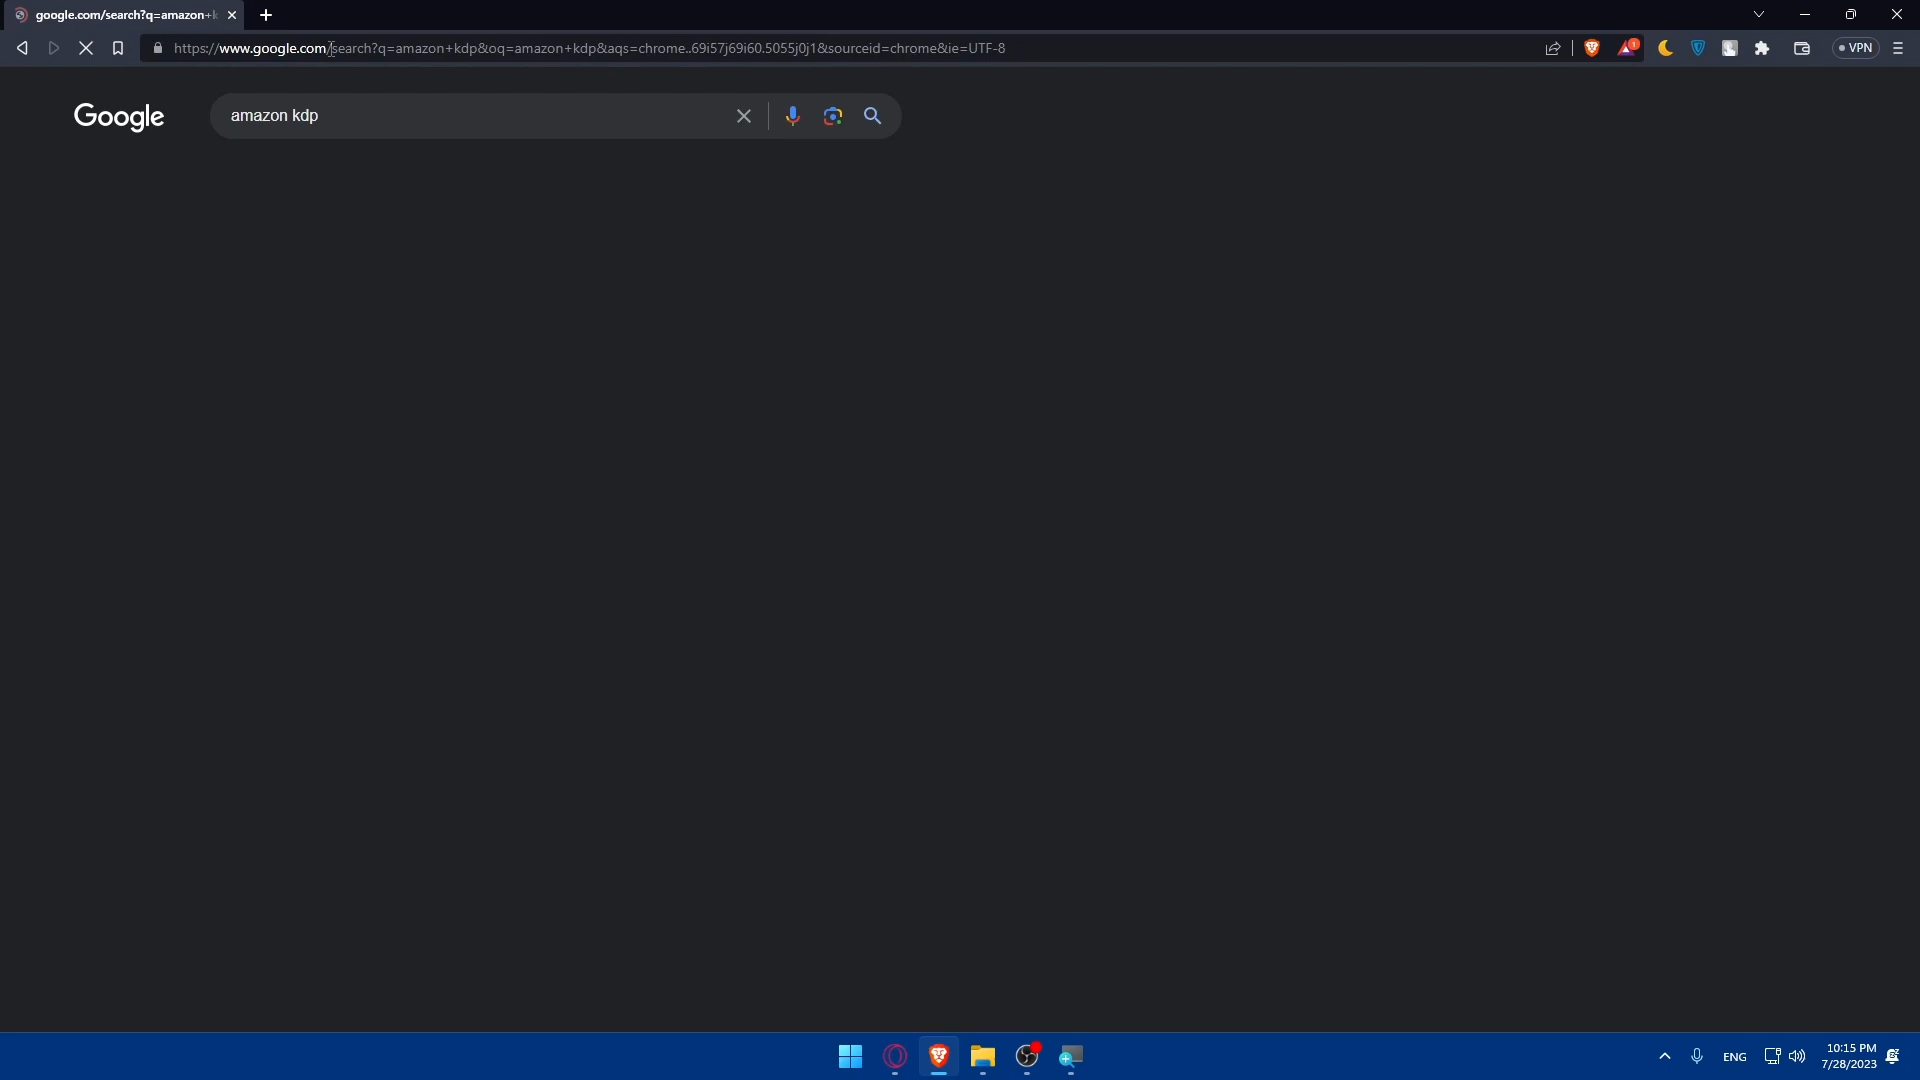 google.com/search?q=amazon+k
https://www.google.com/search?q=amazon+kdp&oq=amazon+kdp&aqs=chrome..69i57j69i60.5055j0j1&sourceid=chrome&ie=UTF-8
1
VPN
Google
amazon kdp
ENG
10:15 PM
7/28/2023